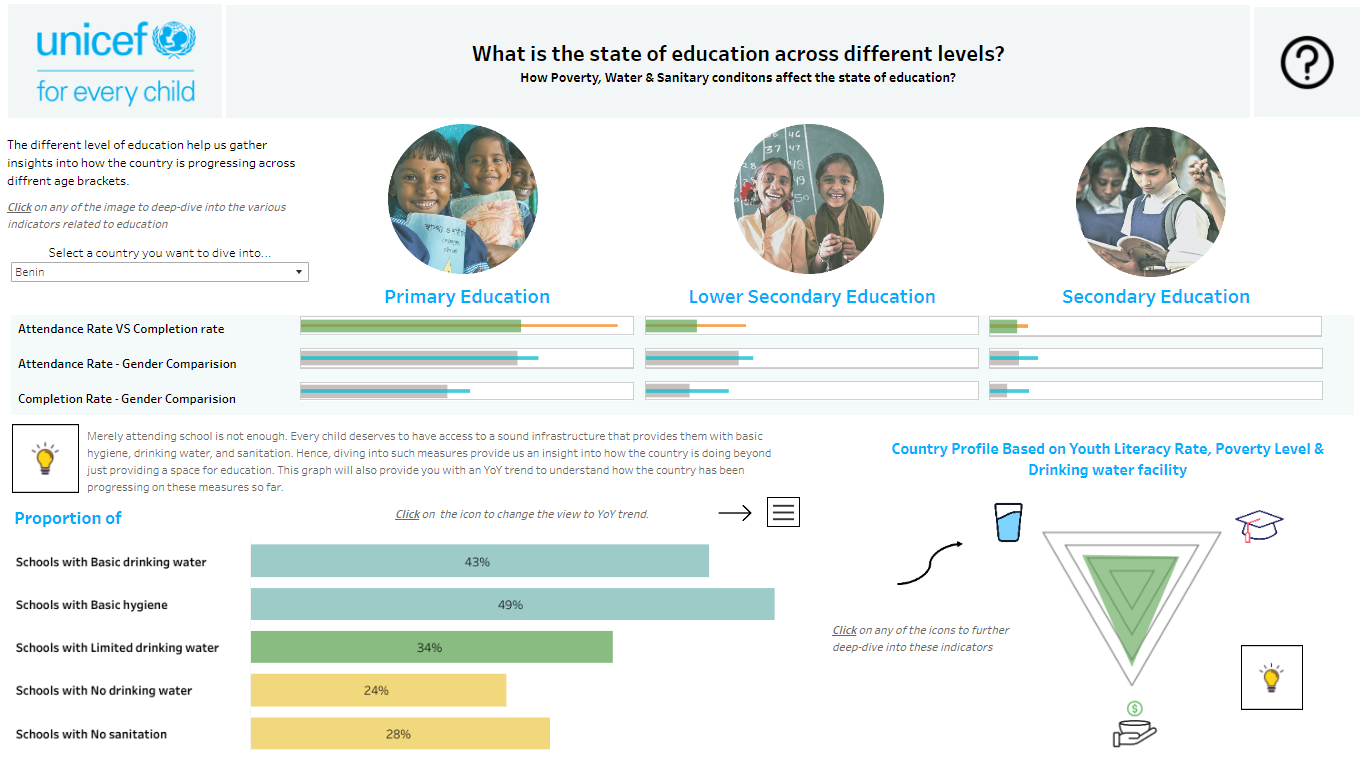 unicef
for every child
What is the state of education across different levels?
How Poverty, Water & Sanitary conditons affect the state of education?
The different level of education help us gather
insights into how the country is progressing across
diffrent age brackets.
Click on any of the image to deep-dive into the various
indicators related to education
Select a country you want to dive into...
Benin
46
37 47
28
48
49
50
Primary Education
Lower Secondary Education
Secondary Education
Attendance Rate VS Completion rate
Attendance Rate - Gender Comparision
Completion Rate - Gender Comparision
Merely attending school is not enough. Every child deserves to have access to a sound infrastructure that provides them with basic
hygiene, drinking water, and sanitation. Hence, diving into such measures provide us an insight into how the country is doing beyond
just providing a space for education. This graph will also provide you with an YoY trend to understand how the country has been
progressing on these measures so far.
Proportion of
Click on the icon to change the view to YoY trend.
Schools with Basic drinking water
43%
Schools with Basic hygiene
49%
Schools with Limited drinking water
34%
Schools with No drinking water
24%
Schools with No sanitation
28%
Country Profile Based on Youth Literacy Rate, Poverty Level &
Drinking water facility
Click on any of the icons to further
deep-dive into these indicators
$